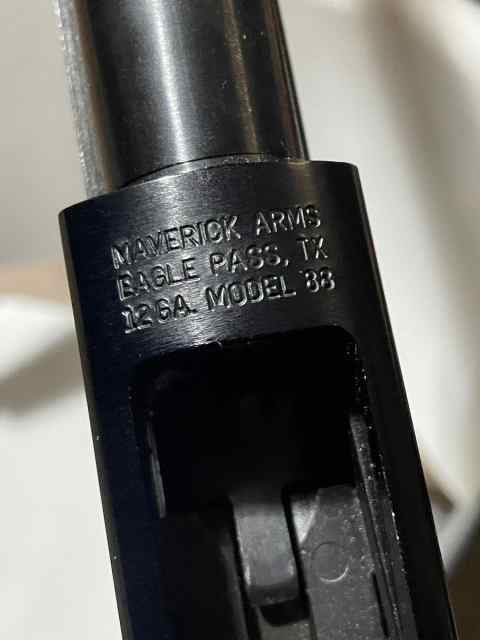 MAVERICK ARMS
EAGLE PASS, TX
12 GA. MODEL 88